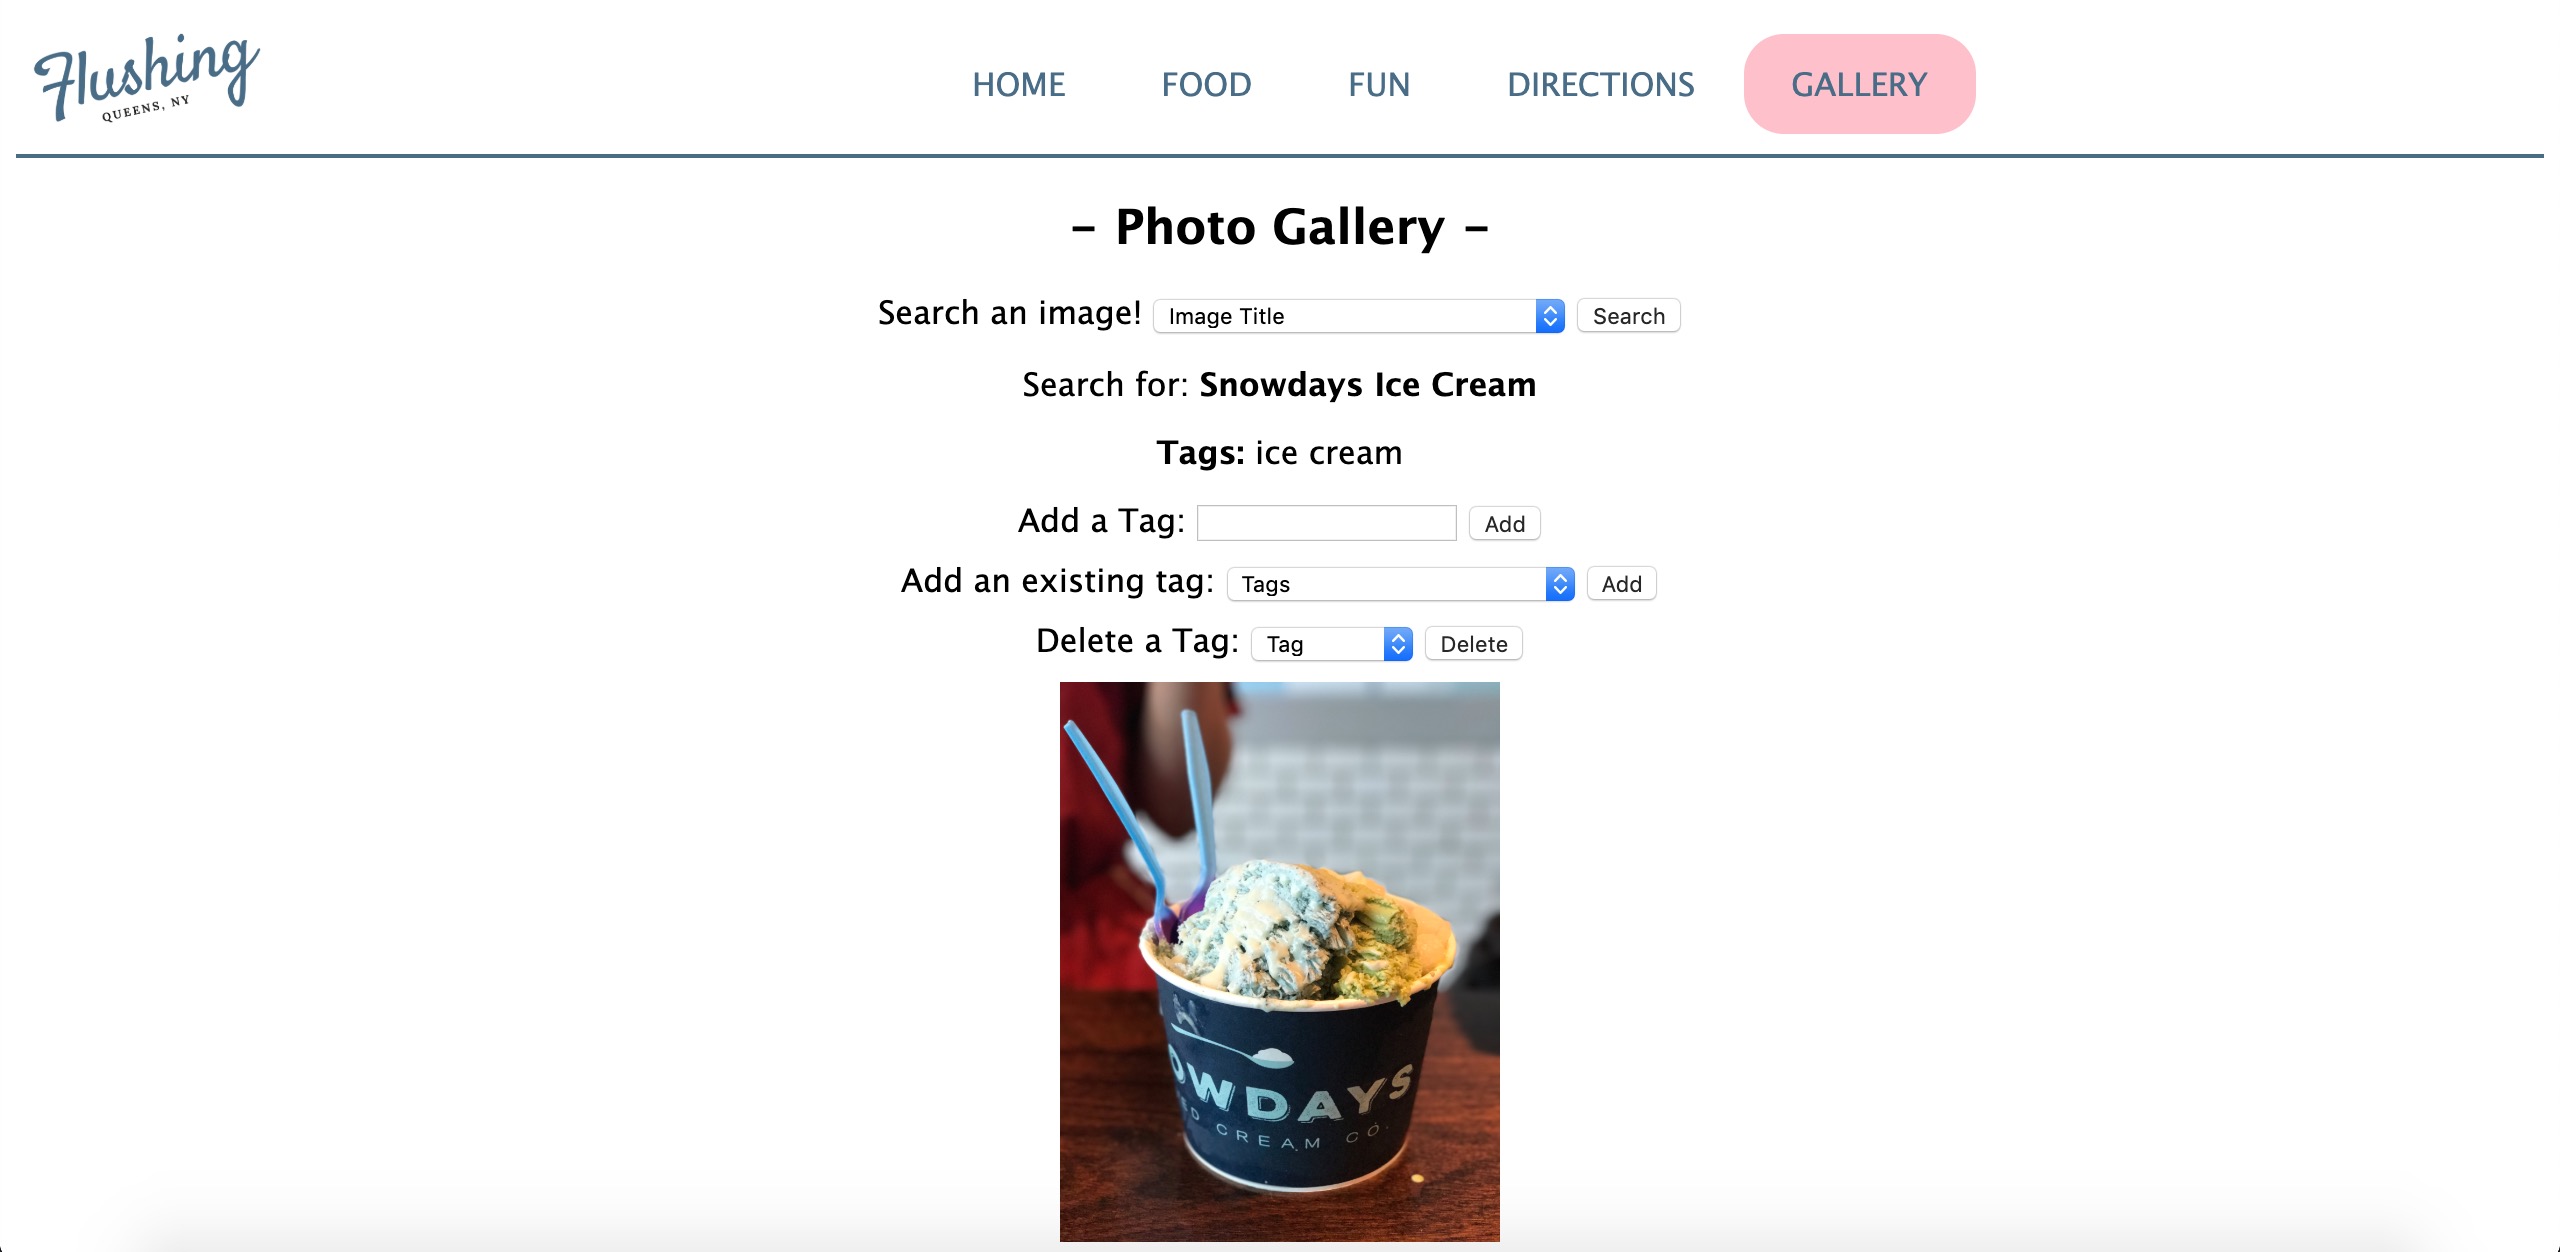 Flushing
QUEENS, NY
HOME FOOD FUN DIRECTIONS GALLERY
– Photo Gallery –
Search an image! Image Title Search
Search for: Snowdays Ice Cream
Tags: ice cream
Add a Tag: Add
Add an existing tag: Tags Add
Delete a Tag: Tag Delete
OWDAYS
ED CREAM CO.